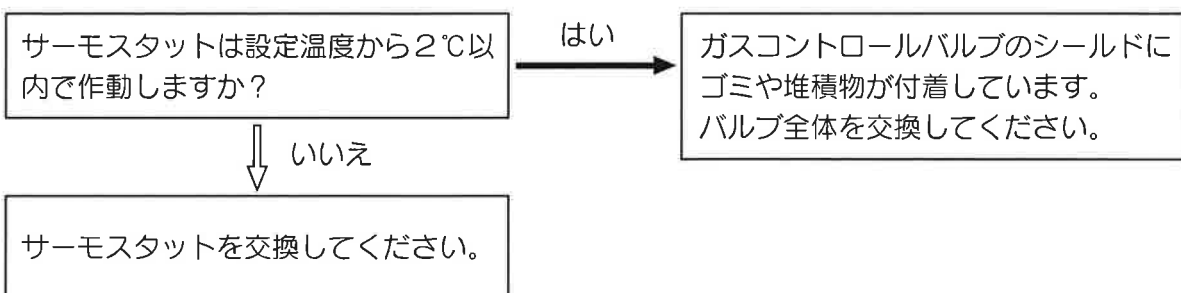 サーモスタットは設定温度から２℃以
内で作動しますか？
はい
ガスコントロールバルブのシールドに
ゴミや堆積物が付着しています。
バルブ全体を交換してください。
いいえ
サーモスタットを交換してください。